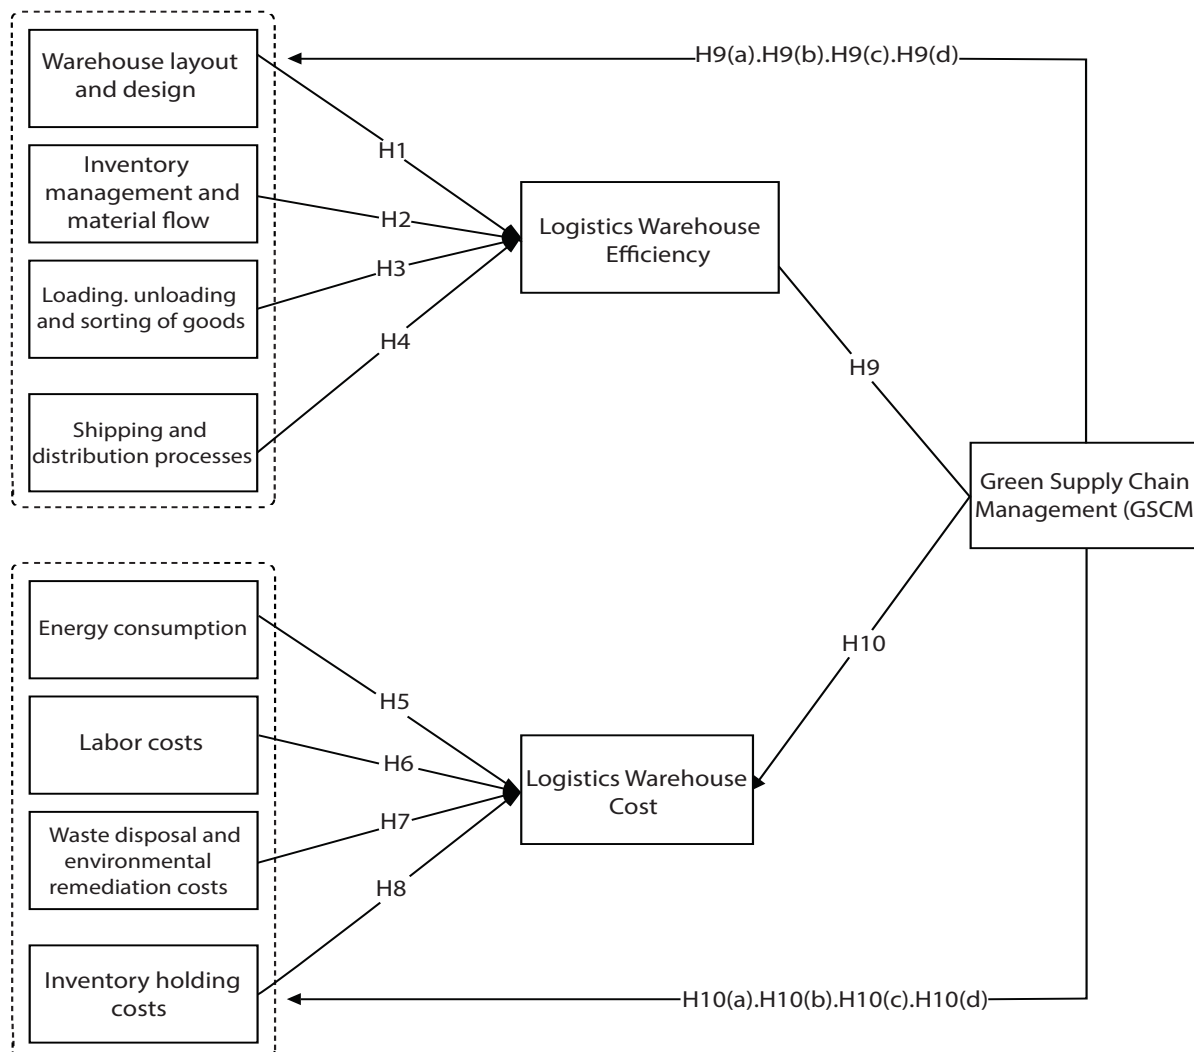 Warehouse layout
and design
Inventory
management and
material flow
Loading. unloading
and sorting of goods
Shipping and
distribution processes
H1
H2
H3
H4
Logistics Warehouse
Efficiency
H9(a).H9(b).H9(c).H9(d)
H9
Green Supply Chain
Management (GSCM
H10
Energy consumption
Labor costs
Waste disposal and
environmental
remediation costs
Inventory holding
costs
H5
H6
H7
H8
Logistics Warehouse
Cost
H10(a).H10(b).H10(c).H10(d)